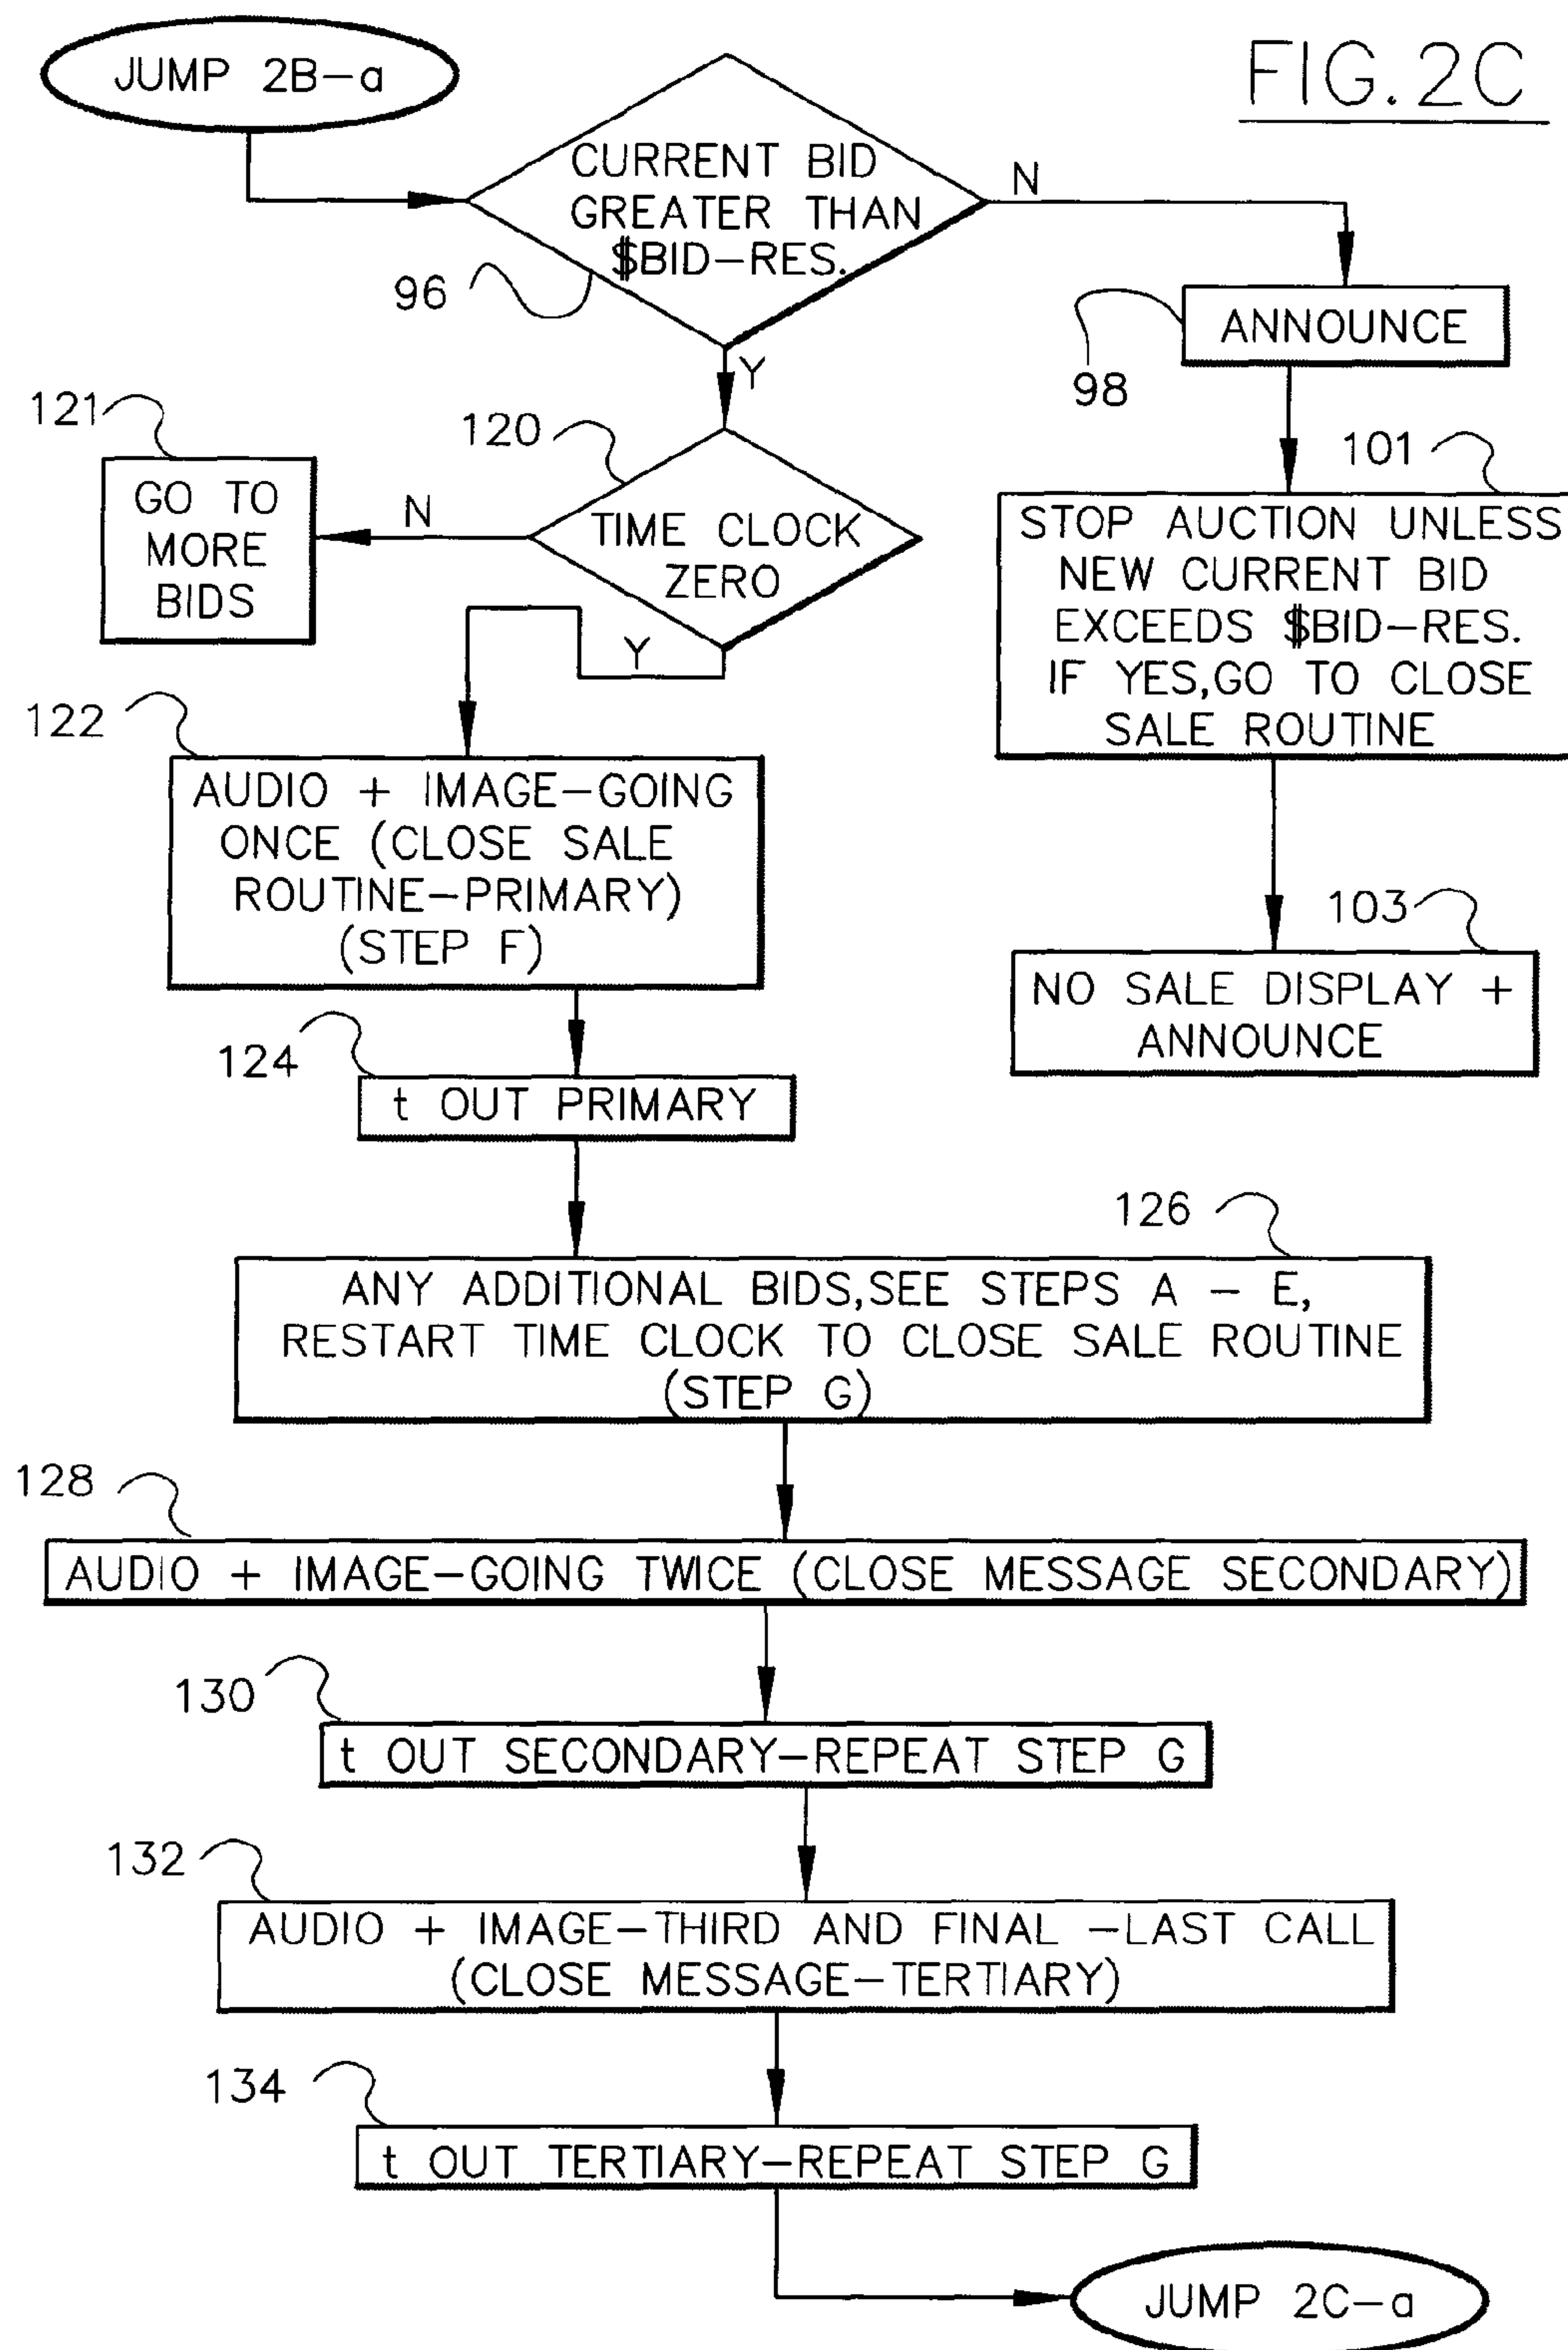 JUMP 2B-a
FIG. 2C
CURRENT BID
GREATER THAN
$BID-RES.
N
96
Y
ANNOUNCE
98
121
120
101
GO TO
MORE
BIDS
N
TIME CLOCK
ZERO
Y
STOP AUCTION UNLESS
NEW CURRENT BID
EXCEEDS $BID-RES.
IF YES,GO TO CLOSE
SALE ROUTINE
122
AUDIO + IMAGE-GOING
ONCE (CLOSE SALE
ROUTINE-PRIMARY)
(STEP F)
103
NO SALE DISPLAY +
ANNOUNCE
124
t OUT PRIMARY
126
ANY ADDITIONAL BIDS,SEE STEPS A - E,
RESTART TIME CLOCK TO CLOSE SALE ROUTINE
(STEP G)
128
AUDIO + IMAGE-GOING TWICE (CLOSE MESSAGE SECONDARY)
130
t OUT SECONDARY-REPEAT STEP G
132
AUDIO + IMAGE-THIRD AND FINAL -LAST CALL
(CLOSE MESSAGE-TERTIARY)
134
t OUT TERTIARY-REPEAT STEP G
JUMP 2C-a